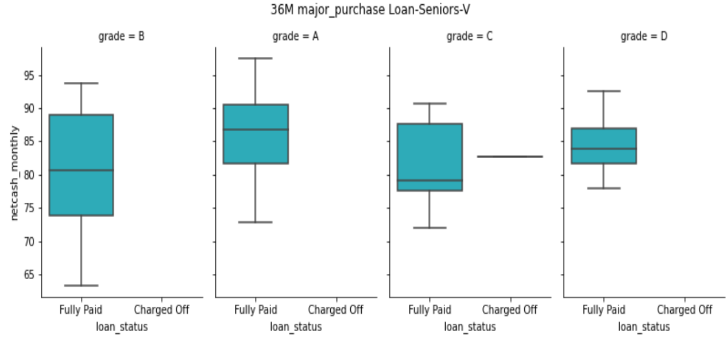 36M major_purchase Loan-Seniors-V
grade = B
grade = A
grade = C
grade = D
netcash_monthly
95
90
85
80
75
70
65
Fully Paid Charged Off
loan_status
Fully Paid Charged Off
loan_status
Fully Paid Charged Off
loan_status
Fully Paid Charged Off
loan_status